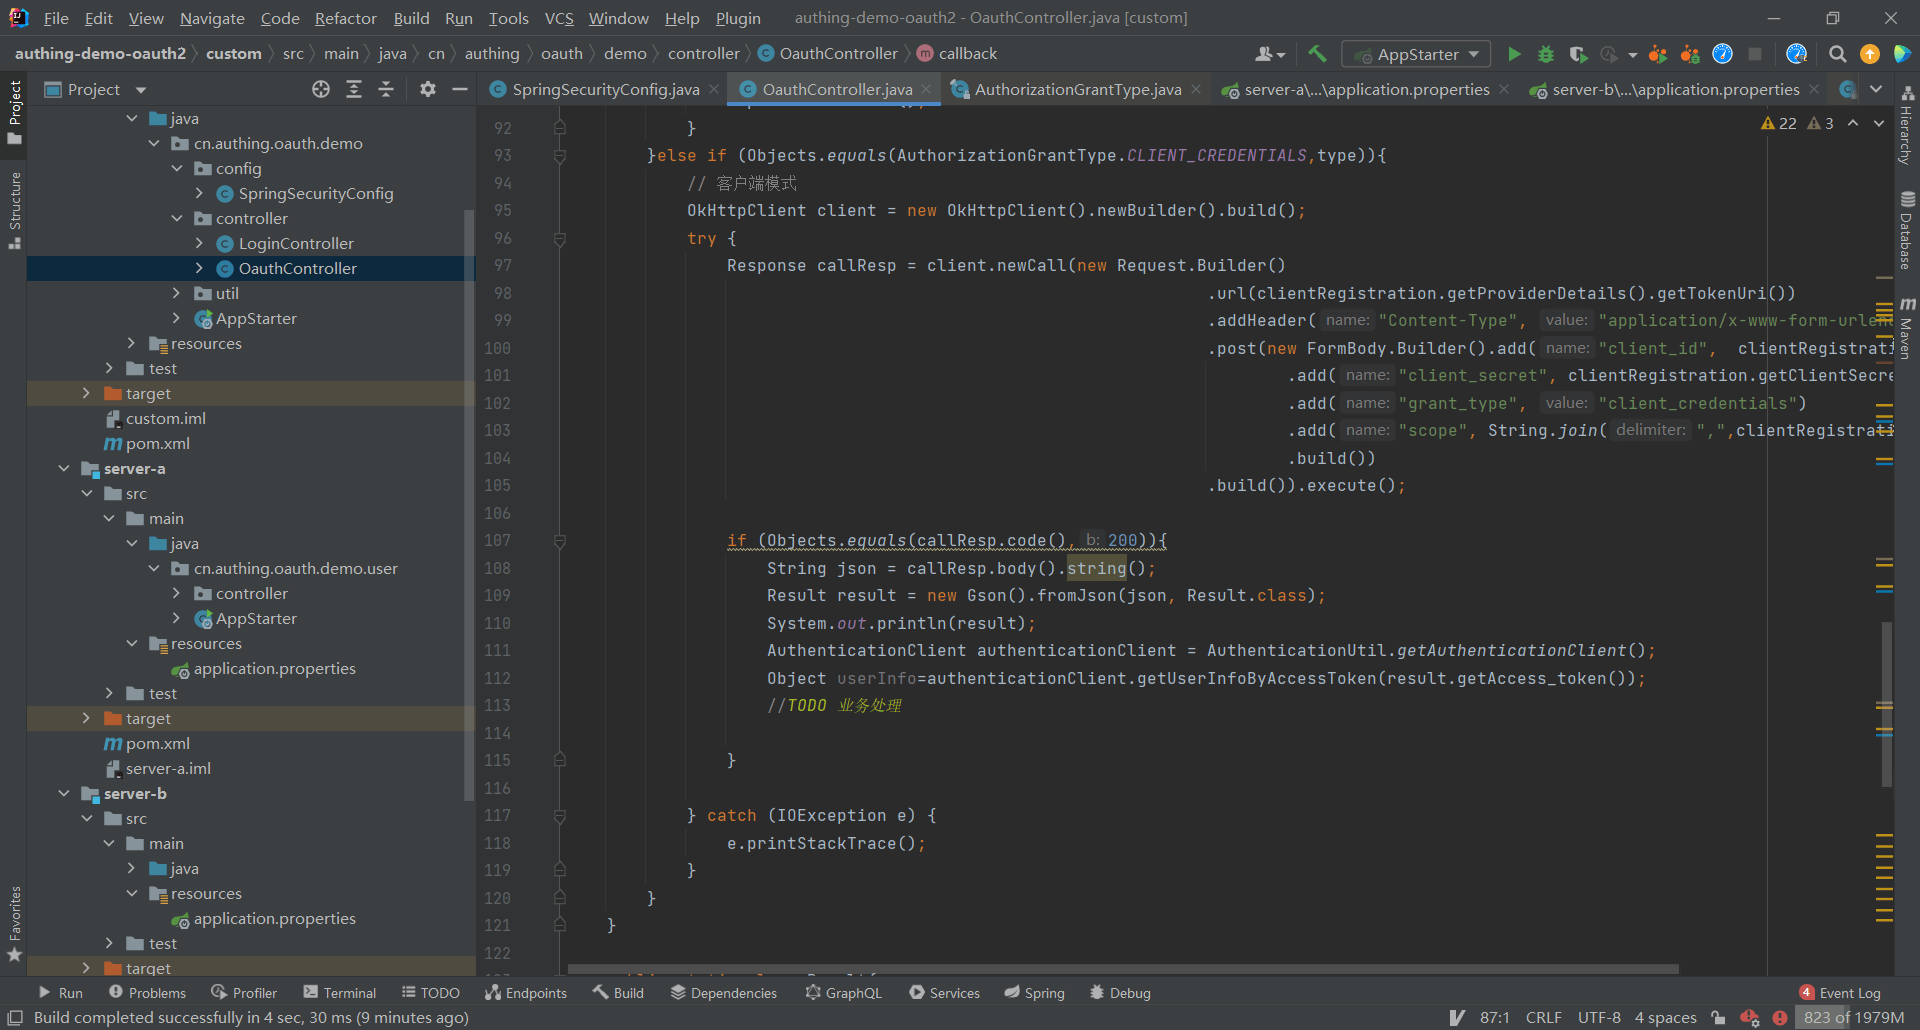 File Edit View Navigate Code Refactor Build Run Tools VCS Window Help Plugin authing-demo-oauth2 - OauthController.java [custom]
authing-demo-oauth2 custom src main java cn authing oauth demo controller OauthController callback AppStarter
Project
SpringSecurityConfig.java OauthController.java AuthorizationGrantType.java server-a\...\application.properties server-b\...\application.properties
Project
Structure
Favorites
java
cn.authing.oauth.demo
config
SpringSecurityConfig
controller
LoginController
OauthController
util
AppStarter
resources
test
target
custom.iml
pom.xml
server-a
src
main
java
cn.authing.oauth.demo.user
controller
AppStarter
resources
application.properties
test
target
pom.xml
server-a.iml
server-b
src
main
java
resources
application.properties
test
target
22 3
92 }
93 }else if (Objects.equals(AuthorizationGrantType.CLIENT_CREDENTIALS,type)){
94 // 客户端模式
95 OkHttpClient client = new OkHttpClient().newBuilder().build();
96 try {
97 Response callResp = client.newCall(new Request.Builder()
98 .url(clientRegistration.getProviderDetails().getTokenUri())
99 .addHeader( name: "Content-Type", value: "application/x-www-form-urlen
100 .post(new FormBody.Builder().add( name: "client_id", clientRegistrati
101 .add( name: "client_secret", clientRegistration.getClientSecre
102 .add( name: "grant_type", value: "client_credentials")
103 .add( name: "scope", String.join( delimiter: ",",clientRegistrati
104 .build())
105 .build()).execute();
106
107 if (Objects.equals(callResp.code(), b: 200)){
108 String json = callResp.body().string();
109 Result result = new Gson().fromJson(json, Result.class);
110 System.out.println(result);
111 AuthenticationClient authenticationClient = AuthenticationUtil.getAuthenticationClient();
112 Object userInfo=authenticationClient.getUserInfoByAccessToken(result.getAccess_token());
113 //TODO 业务处理
114
115 }
116
117 } catch (IOException e) {
118 e.printStackTrace();
119 }
120 }
121 }
122
Hierarchy
Database
Maven
Run Problems Profiler Terminal TODO Endpoints Build Dependencies GraphQL Services Spring Debug 4 Event Log
Build completed successfully in 4 sec, 30 ms (9 minutes ago) 87:1 CRLF UTF-8 4 spaces 823 of 1979M